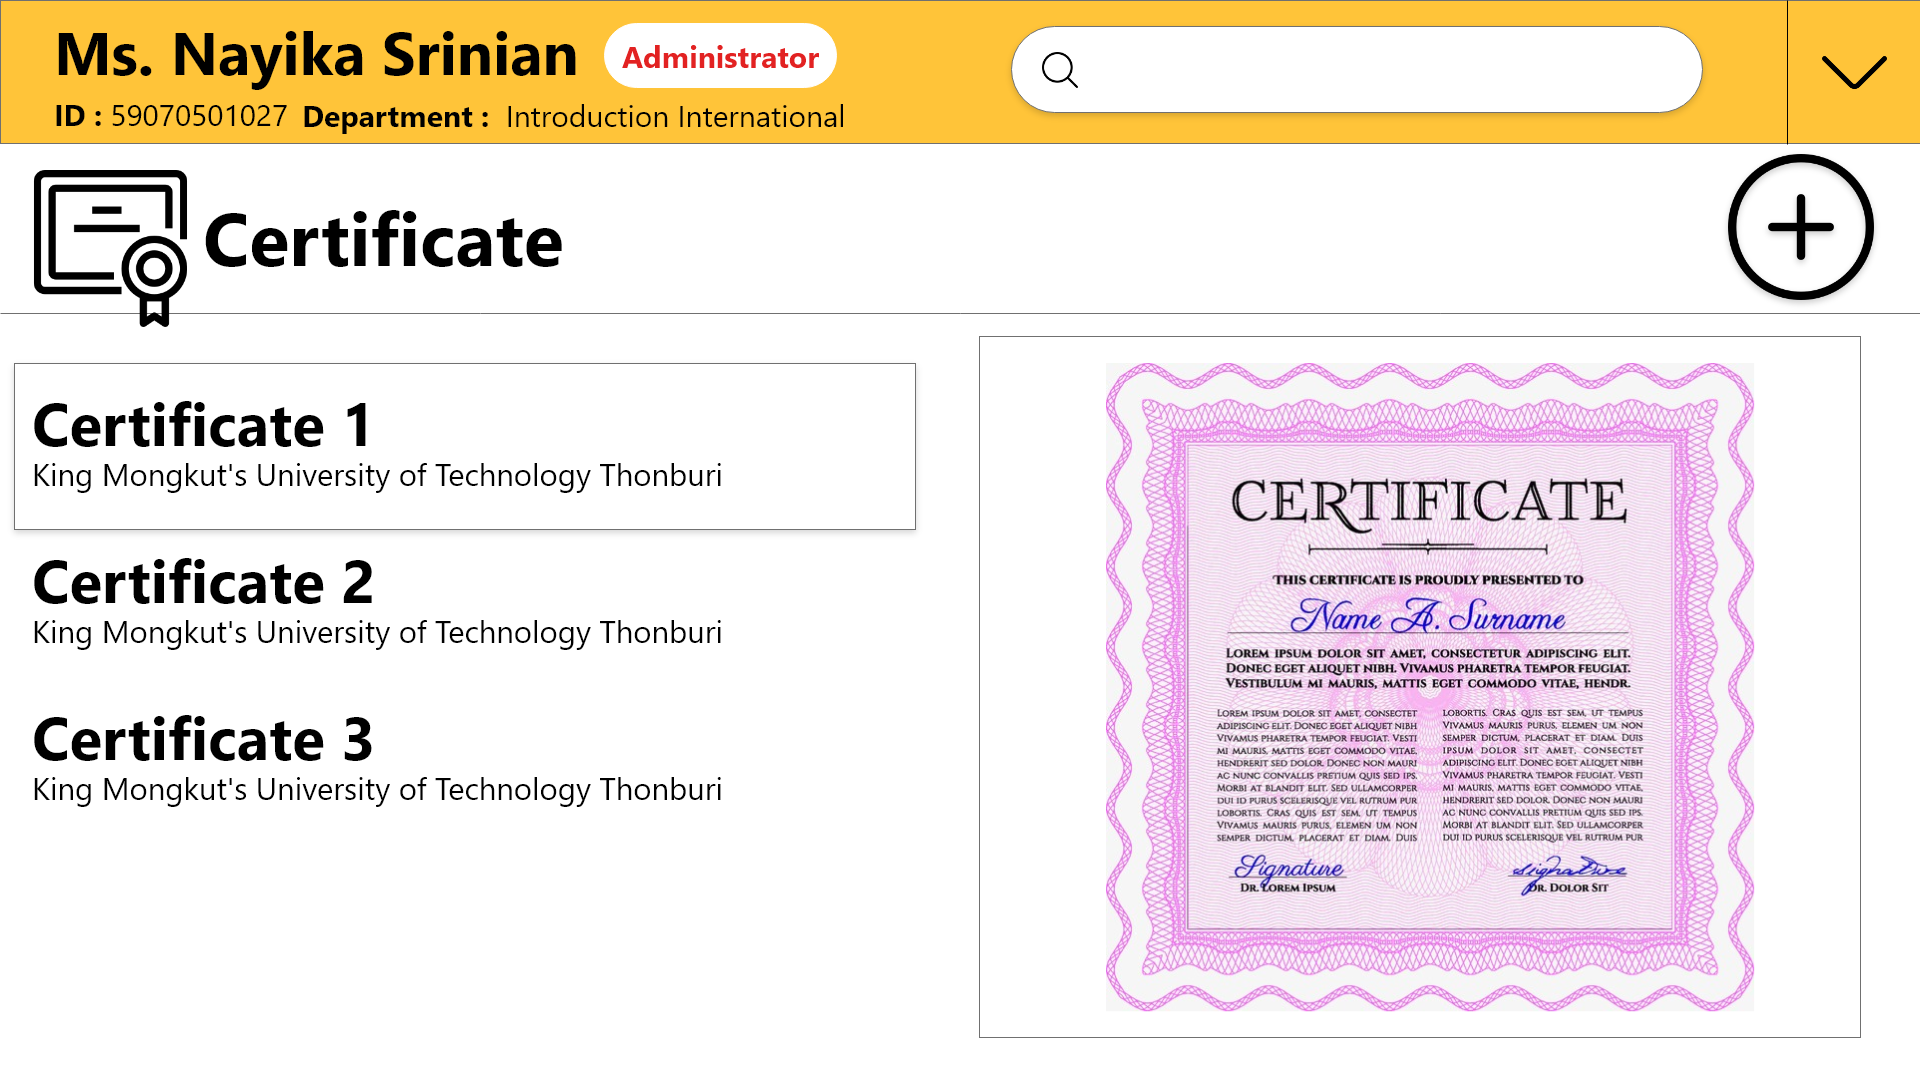 Ms. Nayika Srinian Administrator
ID : 59070501027 Department : Introduction International
Certificate
Certificate 1
King Mongkut's University of Technology Thonburi
Certificate 2
King Mongkut's University of Technology Thonburi
Certificate 3
King Mongkut's University of Technology Thonburi
CERTIFICATE
THIS CERTIFICATE IS PROUDLY PRESENTED TO
Name A. Surname
LOREM IPSUM DOLOR SIT AMET, CONSECTETUR ADIPISCING ELIT.
DONEC EGET ALIQUET NIBH. VIVAMUS PHARETRA TEMPOR FEUGIAT.
VESTIBULUM MI MAURIS, MATTIS EGET COMMODO VITAE, HENDR.
LOREM IPSUM DOLOR SIT AMET, CONSECTET
ADIPISCING ELIT. DONEC EGET ALIQUET NIBH
VIVAMUS PHARETRA TEMPOR FEUGIAT. VESTI
MI MAURIS, MATTIS EGET COMMODO VITAE,
HENDRERIT SED DOLOR. DONEC NON MAURI
AC NUNC CONVALLIS PRETIUM QUIS SED IPS.
MORBI AT BLANDIT ELIT. SED ULLAMCORPER
DUI ID PURUS SCELERISQUE VEL RUTRUM PUR
LOBORTIS. CRAS QUIS EST SEM, UT TEMPUS
VIVAMUS MAURIS PURUS, ELEMEN UM NON
SEMPER DICTUM, PLACERAT ET DIAM. DUIS
LOBORTIS. CRAS QUIS EST SEM, UT TEMPUS
VIVAMUS MAURIS PURUS, ELEMEN UM NON
SEMPER DICTUM, PLACERAT ET DIAM. DUIS
IPSUM DOLOR SIT AMET, CONSECTET
ADIPISCING ELIT. DONEC EGET ALIQUET NIBH
VIVAMUS PHARETRA TEMPOR FEUGIAT. VESTI
MI MAURIS, MATTIS EGET COMMODO VITAE,
HENDRERIT SED DOLOR. DONEC NON MAURI
AC NUNC CONVALLIS PRETIUM QUIS SED IPS.
MORBI AT BLANDIT ELIT. SED ULLAMCORPER
DUI ID PURUS SCELERISQUE VEL RUTRUM PUR
Signature
DR. LOREM IPSUM
Signature
DR. DOLOR SIT